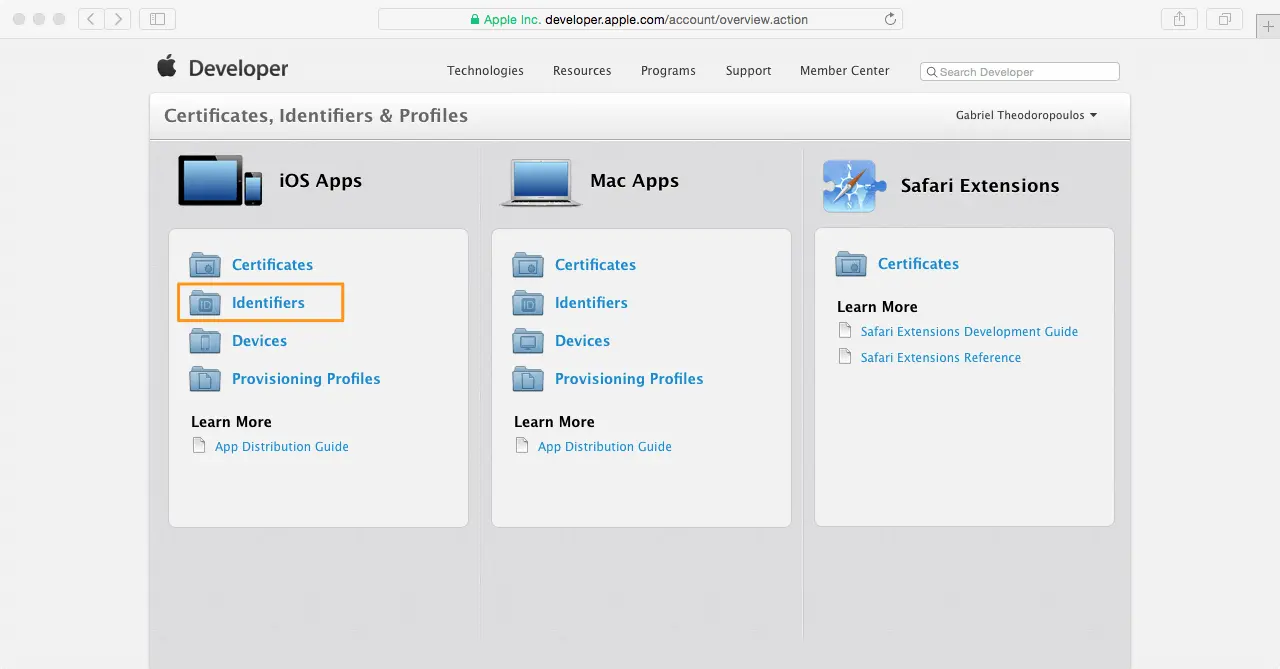 Apple Inc. developer.apple.com/account/overview.action
Developer
Technologies Resources Programs Support Member Center Search Developer
Certificates, Identifiers & Profiles
Gabriel Theodoropoulos
iOS Apps
Certificates
Identifiers
Devices
Provisioning Profiles
Learn More
App Distribution Guide
Mac Apps
Certificates
Identifiers
Devices
Provisioning Profiles
Learn More
App Distribution Guide
Safari Extensions
Certificates
Learn More
Safari Extensions Development Guide
Safari Extensions Reference